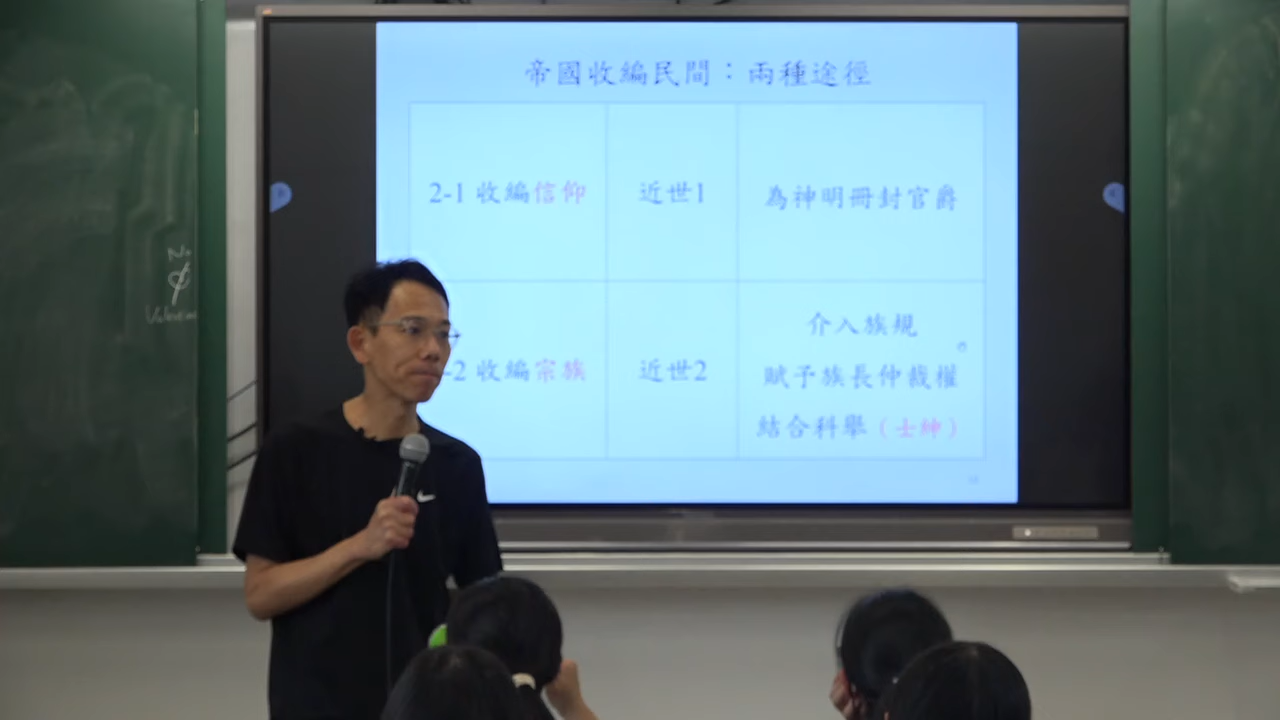 帝國收編民間：兩種途徑
2-1 收編信仰
近世1
為神明冊封官爵
-2 收編宗族
近世2
介入族規
賦予族長仲裁權
結合科舉（士紳）
No